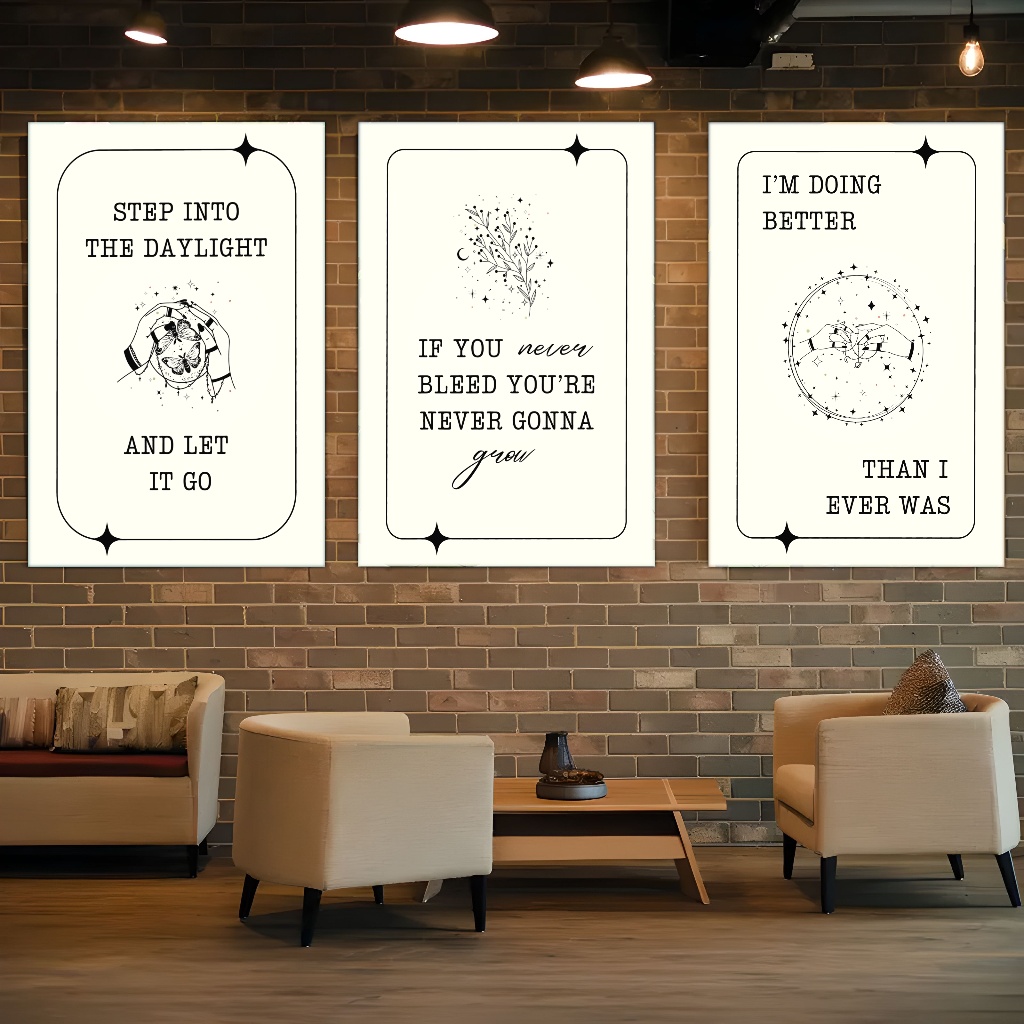 STEP INTO
THE DAYLIGHT
AND LET
IT GO
IF YOU never
BLEED YOU'RE
NEVER GONNA
grow
I'M DOING
BETTER
THAN I
EVER WAS